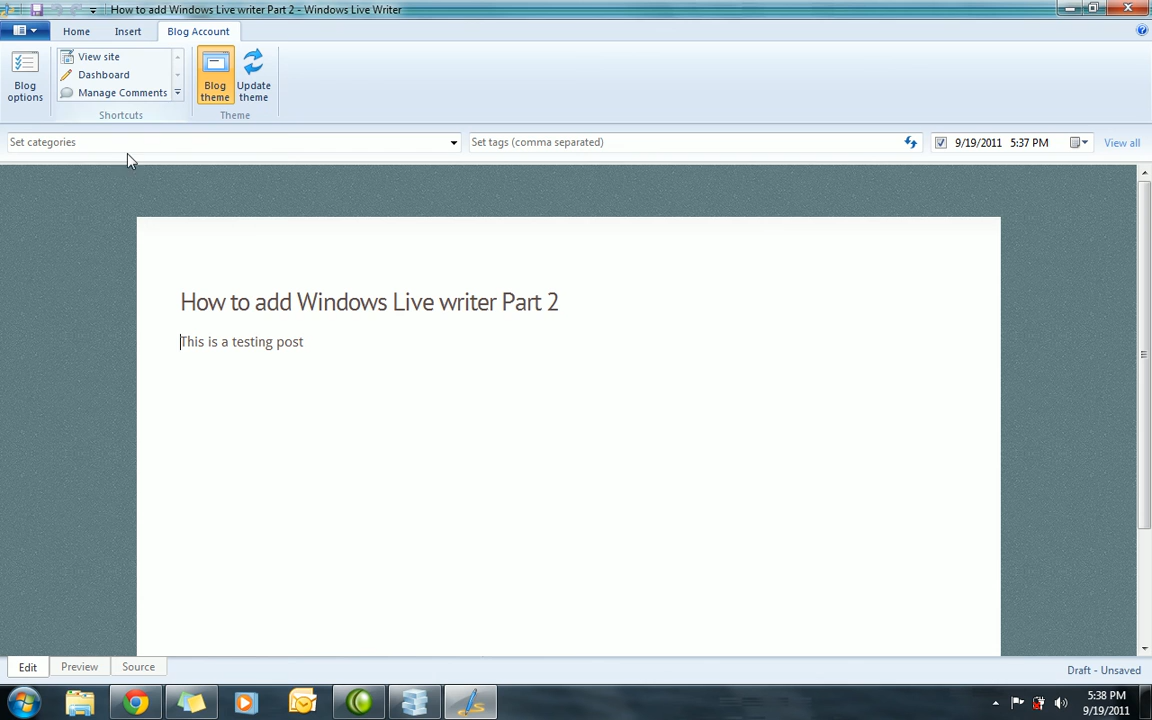 How to add Windows Live writer Part 2 - Windows Live Writer
Home Insert Blog Account
Blog options
View site
Dashboard
Manage Comments
Shortcuts
Blog theme
Update theme
Theme
Set categories
Set tags (comma separated)
9/19/2011 5:37 PM
View all
How to add Windows Live writer Part 2
This is a testing post
Edit Preview Source
Draft - Unsaved
5:38 PM
9/19/2011